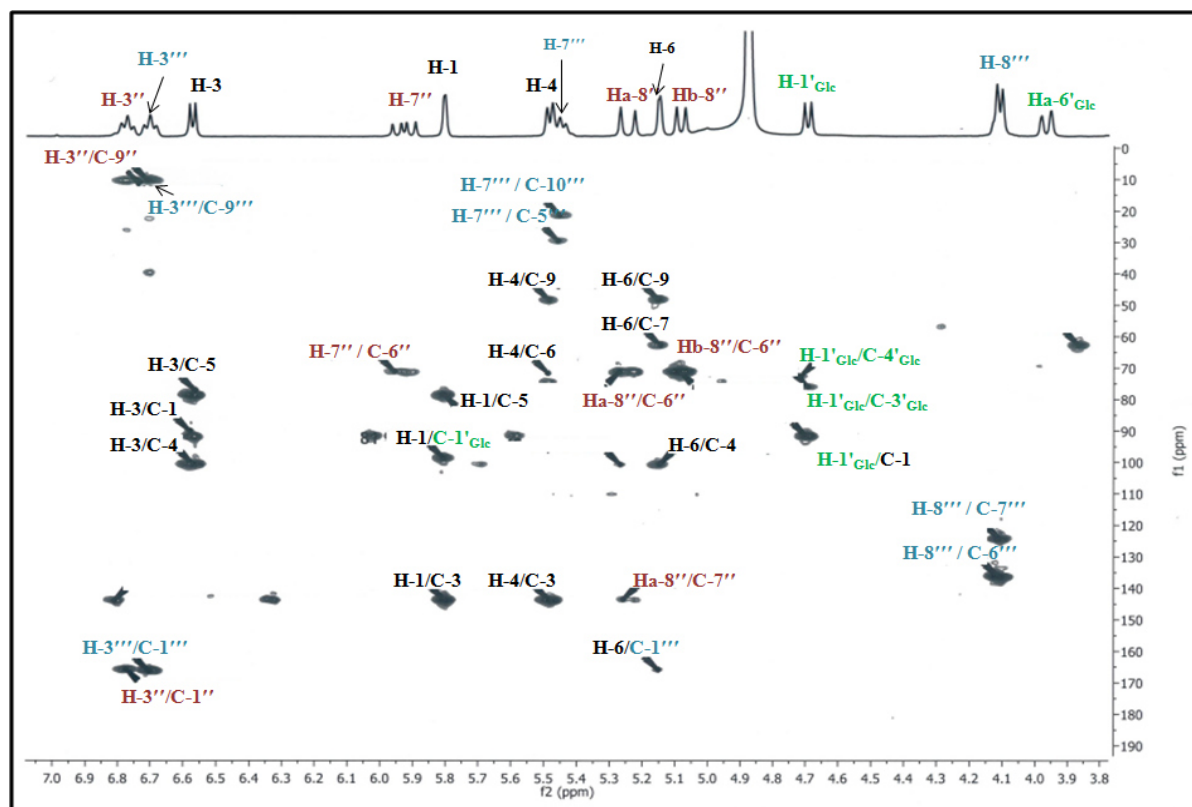 H-3′′
H-3′′′
H-3
H-7′′
H-1
H-4
H-7′′′
H-6
Ha-8′′
Hb-8′′
H-1'Glc
H-8′′′
Ha-6'Glc
H-3′′/C-9′′
H-3′′′/C-9′′′
H-7′′′ / C-10′′′
H-7′′′ / C-5′′′
H-4/C-9
H-6/C-9
H-6/C-7
H-3/C-5
H-7′′ / C-6′′
H-4/C-6
Hb-8′′/C-6′′
H-1'Glc/C-4'Glc
H-3/C-1
H-1/C-5
Ha-8′′/C-6′′
H-1'Glc/C-3'Glc
H-3/C-4
H-1/C-1'Glc
H-6/C-4
H-1'Glc/C-1
H-8′′′ / C-7′′′
H-8′′′ / C-6′′′
H-1/C-3
H-4/C-3
Ha-8′′/C-7′′
H-3′′′/C-1′′′
H-6/C-1′′′
H-3′′/C-1′′
0
10
20
30
40
50
60
70
80
90
100
110
120
130
140
150
160
170
180
190
f1 (ppm)
7.0 6.9 6.8 6.7 6.6 6.5 6.4 6.3 6.2 6.1 6.0 5.9 5.8 5.7 5.6 5.5 5.4 5.3 5.2 5.1 5.0 4.9 4.8 4.7 4.6 4.5 4.4 4.3 4.2 4.1 4.0 3.9 3.8
f2 (ppm)